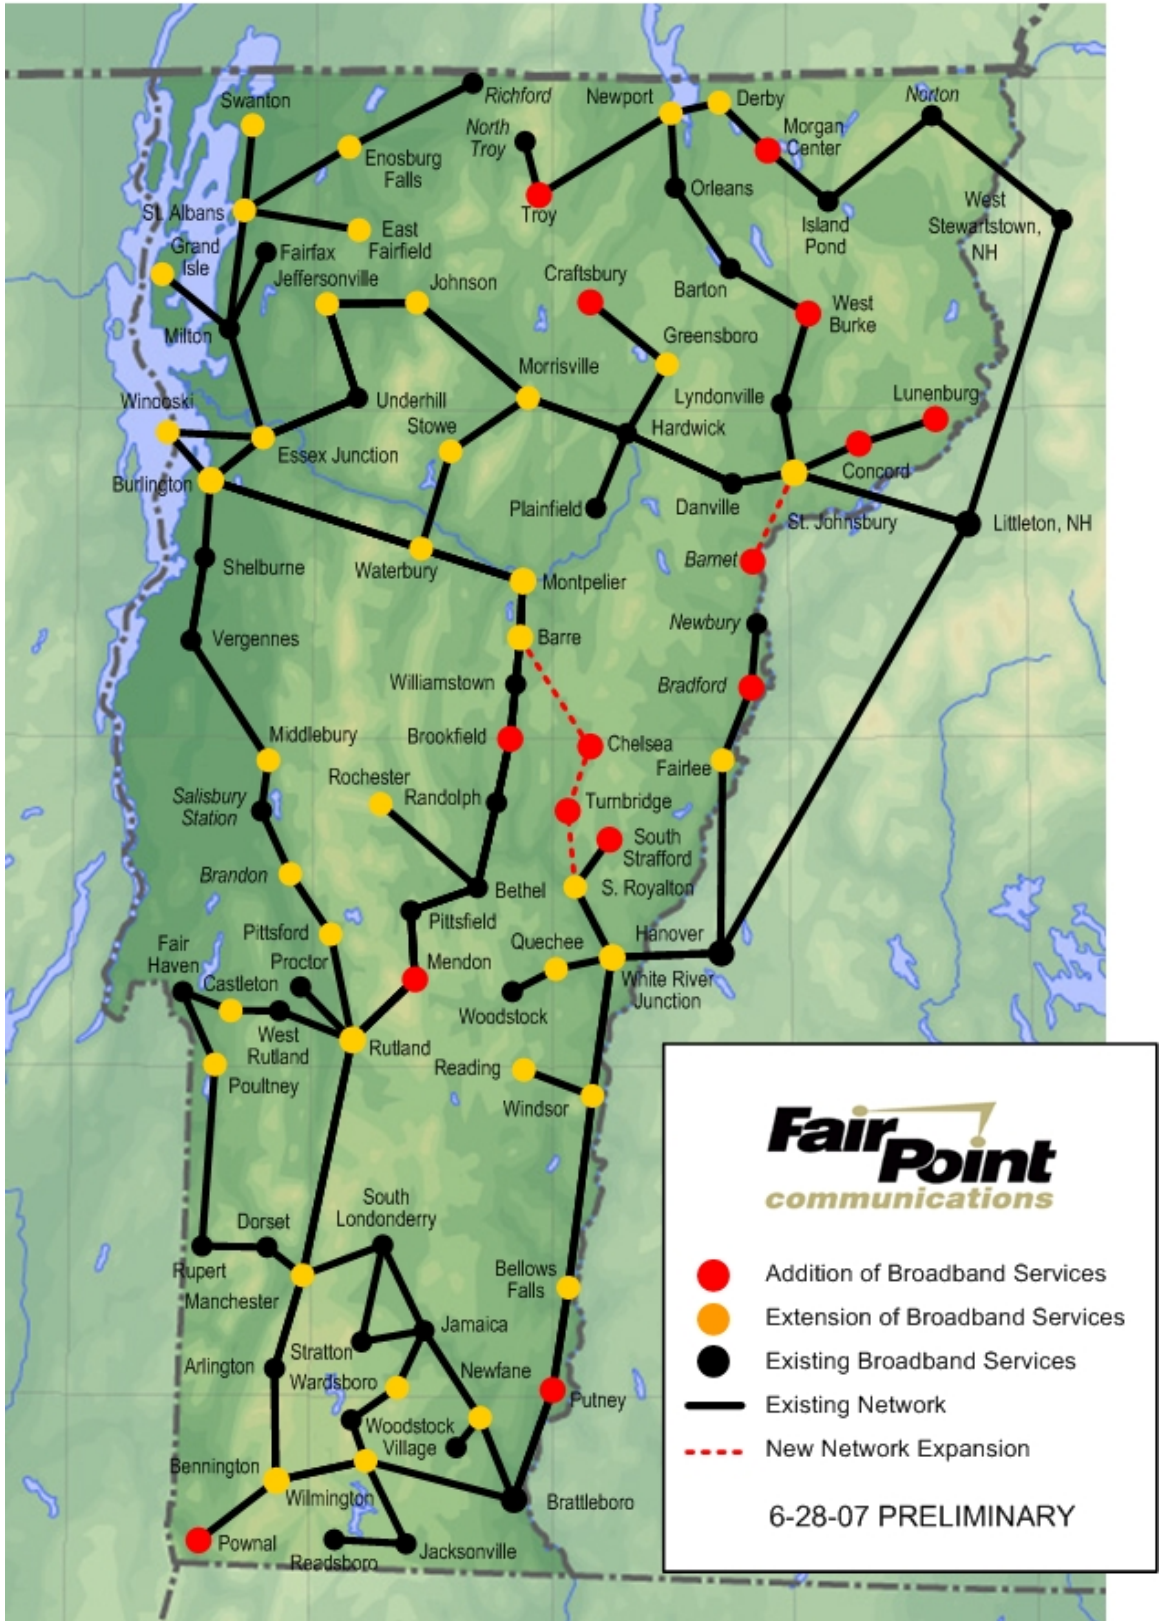 Richford
Swanton
Newport
Derby
Norton
North
Troy
Morgan
Center
Enosburg
Falls
Troy
Orleans
St. Albans
East
Fairfield
Island
Pond
West
Stewartstown,
NH
Grand
Isle
Fairfax
Jeffersonville
Johnson
Craftsbury
Barton
West
Burke
Milton
Greensboro
Morrisville
Winooski
Underhill
Lyndonville
Lunenburg
Stowe
Hardwick
Essex Junction
Concord
Burlington
Plainfield
Danville
St. Johnsbury
Littleton, NH
Shelburne
Waterbury
Barnet
Montpelier
Vergennes
Barre
Newbury
Williamstown
Bradford
Middlebury
Brookfield
Chelsea
Fairlee
Rochester
Salisbury
Station
Randolph
Turnbridge
South
Strafford
Brandon
Bethel
S. Royalton
Pittsfield
Pittsford
Hanover
Fair
Haven
Proctor
Quechee
Mendon
White River
Junction
Castleton
Woodstock
West
Rutland
Rutland
Reading
Poultney
Windsor
South
Londonderry
Dorset
Rupert
Bellows
Falls
Manchester
Jamaica
Stratton
Arlington
Newfane
Wardsboro
Putney
Woodstock
Village
Bennington
Wilmington
Brattleboro
Pownal
Readsboro
Jacksonville
FairPoint
communications
Addition of Broadband Services
Extension of Broadband Services
Existing Broadband Services
Existing Network
New Network Expansion
6-28-07 PRELIMINARY